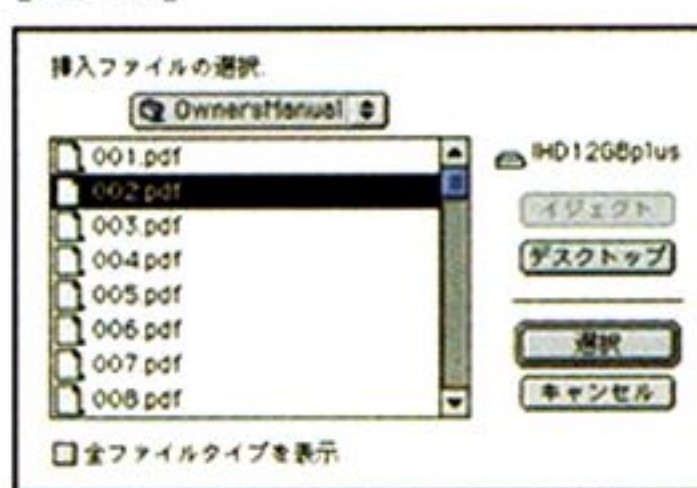 挿入ファイルの選択
OwnersManual
001.pdf
002.pdf
003.pdf
004.pdf
005.pdf
006.pdf
007.pdf
008.pdf
全ファイルタイプを表示
IHD12GBplus
イジェクト
デスクトップ
選択
キャンセル